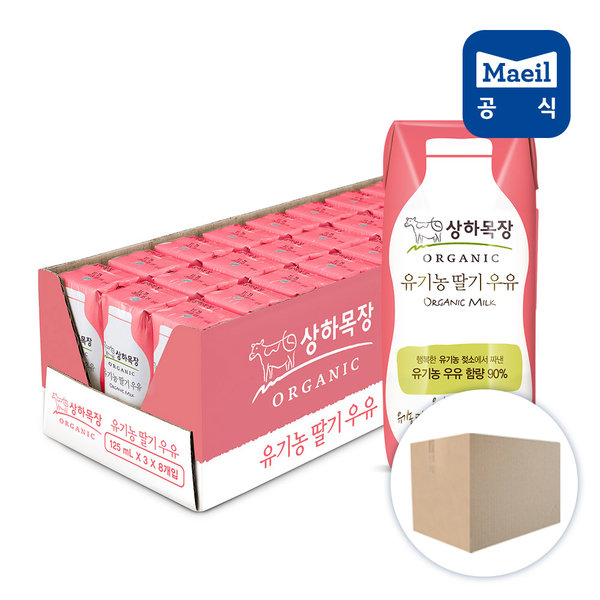 Maeil
공식
상하목장
ORGANIC
유기농 딸기 우유
ORGANIC MILK
행복한 유기농 젖소에서 짜낸
유기농 우유 함량 90%
상하목장
ORGANIC
유기농 딸기 우유
상하목장
ORGANIC
유기농 딸기 우유
125 mL X 3 X 8개입